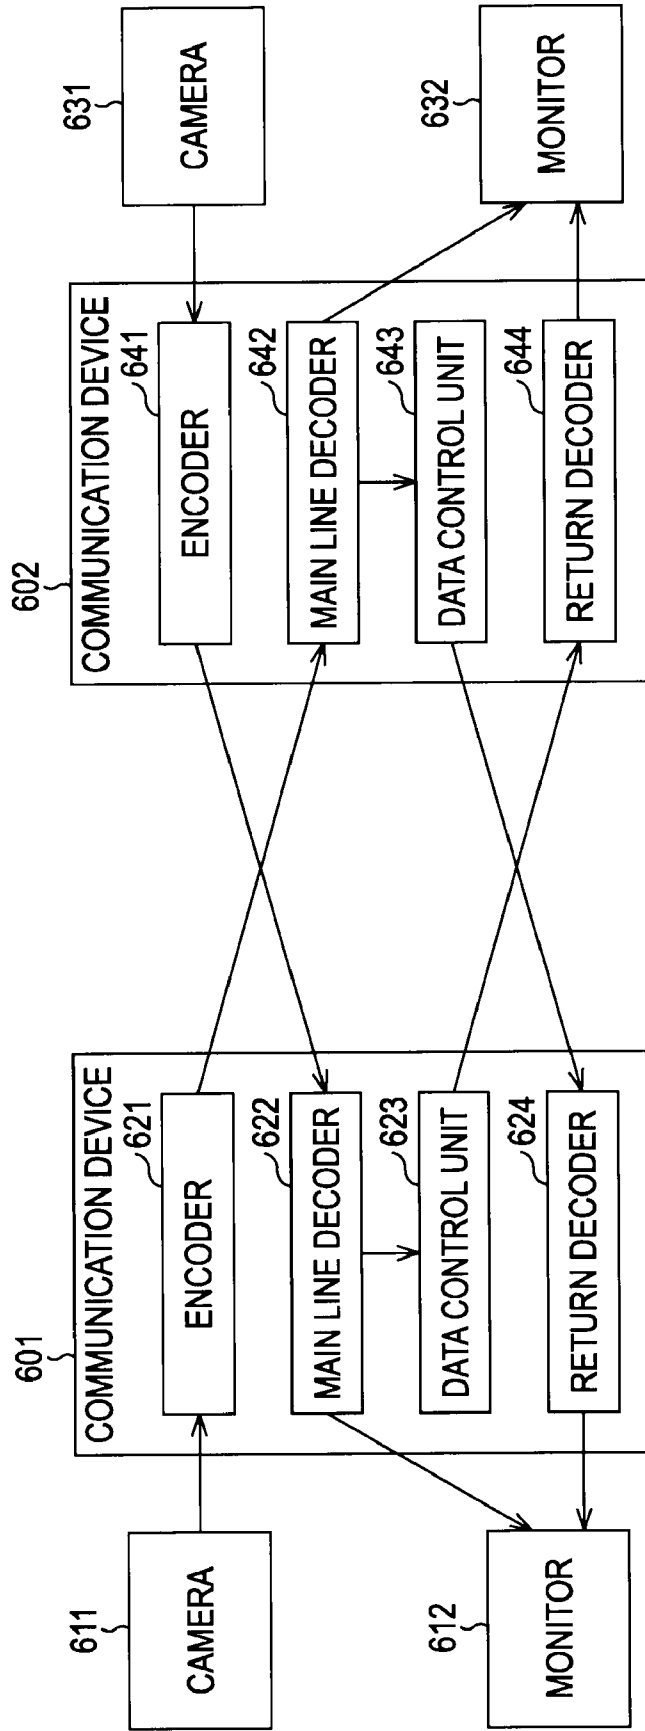 601
COMMUNICATION DEVICE
611
CAMERA
621
ENCODER
622
MAIN LINE DECODER
623
DATA CONTROL UNIT
612
MONITOR
624
RETURN DECODER
602
COMMUNICATION DEVICE
631
CAMERA
641
ENCODER
642
MAIN LINE DECODER
643
DATA CONTROL UNIT
632
MONITOR
644
RETURN DECODER